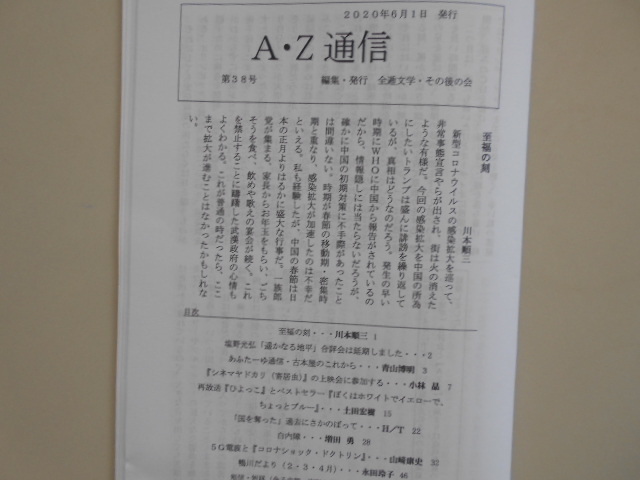 2020年6月1日　発行
A・Z通信
第38号　編集・発行　全逓文学・その後の会
至福の刻
川本順三
新型コロナウイルスの感染拡大を巡って、
非常事態宣言やらが出され、街は火の消えた
ような有様だ。今回の感染拡大を中国の所為
にしたいトランプは盛んに誹謗を繰り返して
いるが、真相はどうなのだろう。発生の早い
時期にWHOに中国から報告がされているの
だから、情報隠しには当たらないだろうが、
確かに中国の初期対策に不手際があったこと
は間違いない。時期が春節の移動期・密集時
期と重なり、感染拡大が加速したのは不幸だ
といえる。私も経験したが、中国の春節は日
本の正月よりはるかに盛大な行事だ。一族郎
党が集まる。家長からお年玉をもらい、ごち
そうを食べ、飲めや歌えの宴会が続く。これ
を禁止することに躊躇した武漢政府の心情も
よくわかる。これが普通の時だったら、ここ
まで拡大が進むことはなかったかもしれな
い。
目次
至福の刻・・・川本順三 1
塩野光弘「遥かなる地平」合評会は延期しました・・・2
あふたーゆ通信・古本屋のこれから・・・青山博明 3
『シネマヤドカリ(寄居虫)』の上映会に参加する・・・小林 晶 7
再放送『ひよっこ』とベストセラー『ぼくはホワイトでイエローで、
ちょっとブルー』・・・土田宏樹 15
「国を奪った」過去にさかのぼって・・・H/T 22
白内障・・・増田 勇 28
5G電波と『コロナショック・ドクトリン』・・・山崎康史 32
鴨川だより(2・3・4月)・・・永田玲子 46